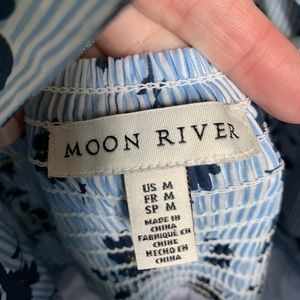 MOON RIVER
US M
FR M
SP M
MADE IN
CHINA
FABRIQUÉ EN
CHINE
HECHO EN
CHINA